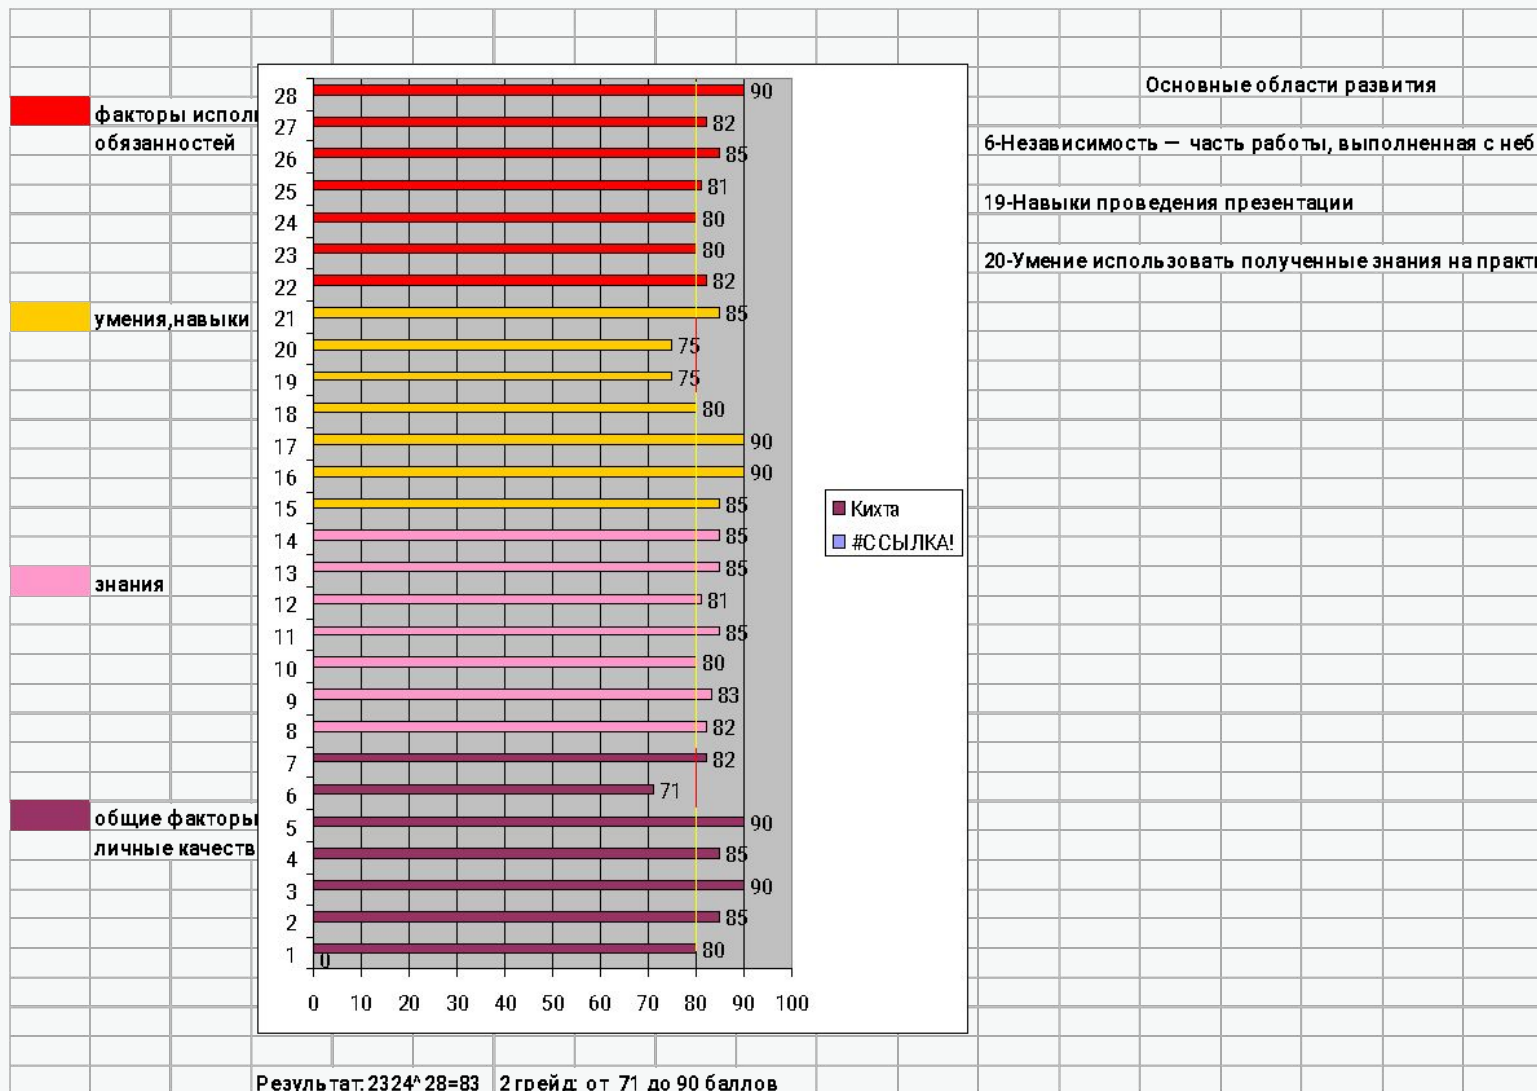 Основные области развития
факторы испол
обязанностей
6-Независимость — часть работы, выполненная с неб
19-Навыки проведения презентации
20-Умение использовать полученные знания на практ
умения,навыки
знания
общие факторы
личные качеств
28 90
27 82
26 85
25 81
24 80
23 80
22 82
21 85
20 75
19 75
18 80
17 90
16 90
15 85
14 85
13 85
12 81
11 85
10 80
9 83
8 82
7 82
6 71
5 90
4 85
3 90
2 85
1 80
0
0 10 20 30 40 50 60 70 80 90 100
Кихта
#ССЫЛКА!
Результат:2324^28=83 2 грейд: от 71 до 90 баллов